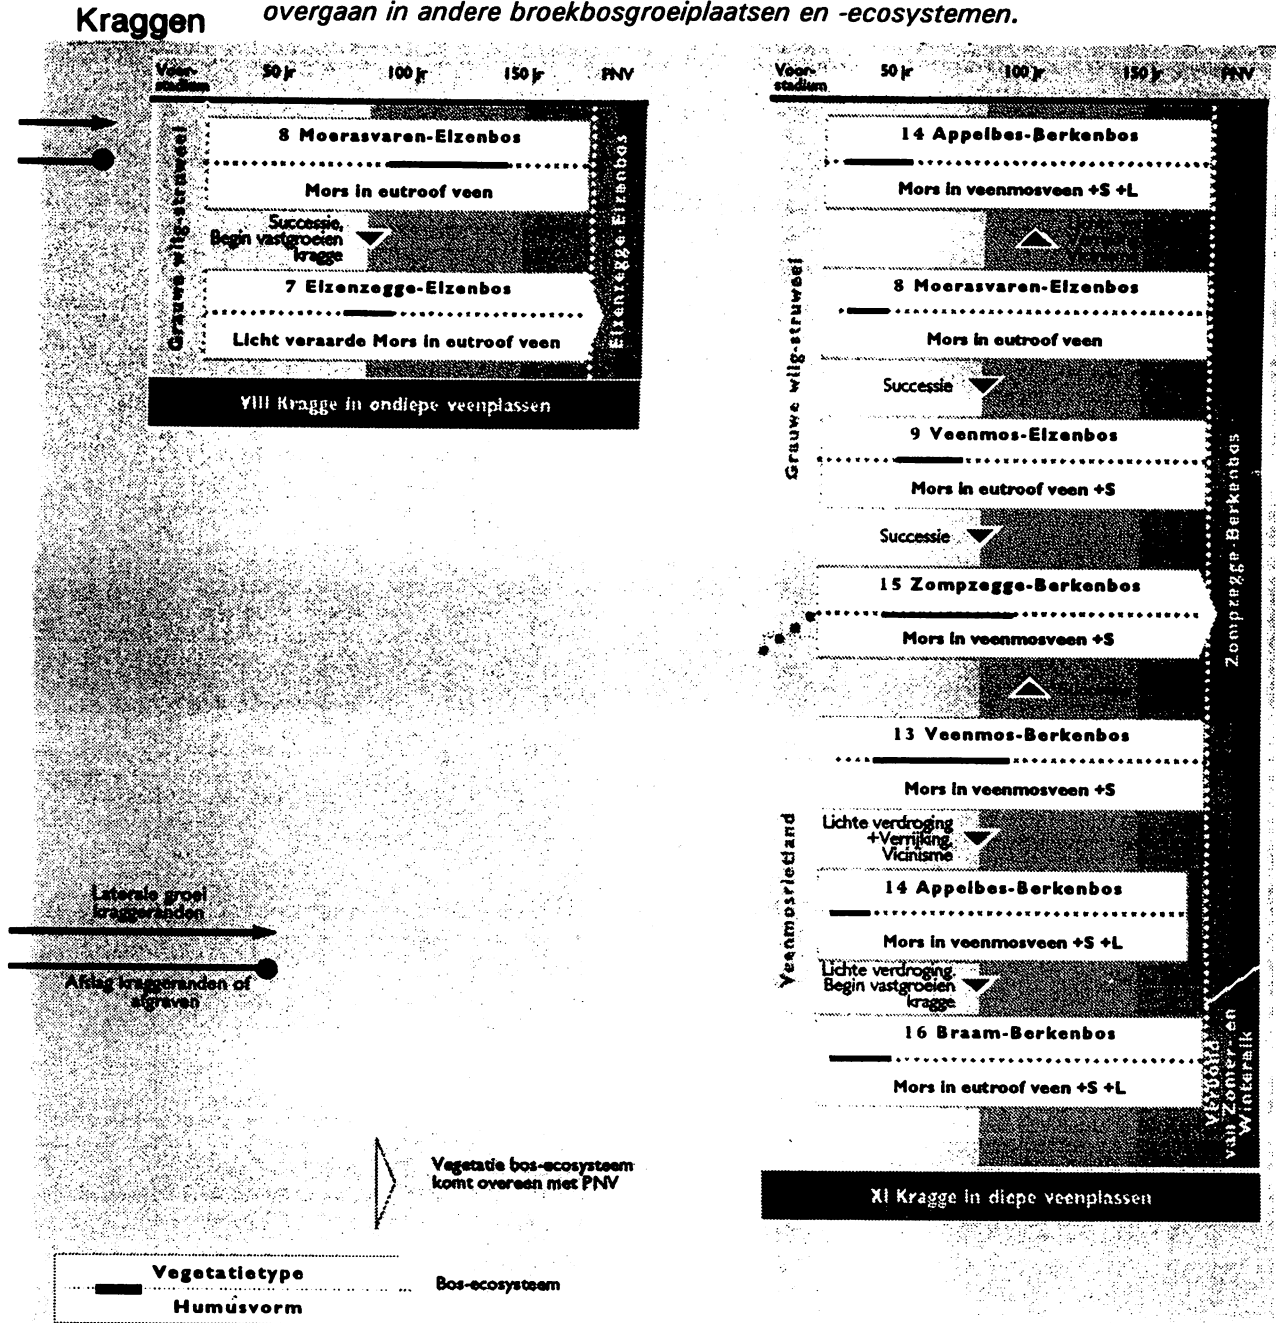 overgaan in andere broekbosgroeiplaatsen en -ecosystemen.
Kraggen
Voor-
stadium
50 jr
100 jr
150 jr
PNV
Grauwe wilg-struweel
8 Moerasvaren-Elzenbos
Mors in eutroof veen
Successie,
Begin vastgroeien
kragge
7 Elzenzegge-Elzenbos
Licht veraarde Mors in eutroof veen
Elzenzegge-Elzenbos
VIII Kragge in ondiepe veenplassen
Voor-
stadium
50 jr
100 jr
150 jr
PNV
Grauwe wilg-struweel
14 Appelbes-Berkenbos
Mors in veenmosveen +S +L
8 Moerasvaren-Elzenbos
Mors in eutroof veen
Successie
9 Veenmos-Elzenbos
Mors in eutroof veen +S
Successie
15 Zompzegge-Berkenbos
Mors in veenmosveen +S
Zompzegge-Berkenbos
13 Veenmos-Berkenbos
Mors in veenmosveen +S
Veenmosrietland
Lichte verdroging
+Verrijking,
Vicinisme
14 Appelbes-Berkenbos
Mors in veenmosveen +S +L
Lichte verdroging,
Begin vastgroeien
kragge
16 Braam-Berkenbos
Mors in eutroof veen +S +L
van Zomer- en
Wintereik
XI Kragge in diepe veenplassen
Laterale groei
kraggeranden
Afslag kraggeranden of
afgraven
Vegetatie bos-ecosysteem
komt overeen met PNV
Vegetatietype
Bos-ecosysteem
Humusvorm